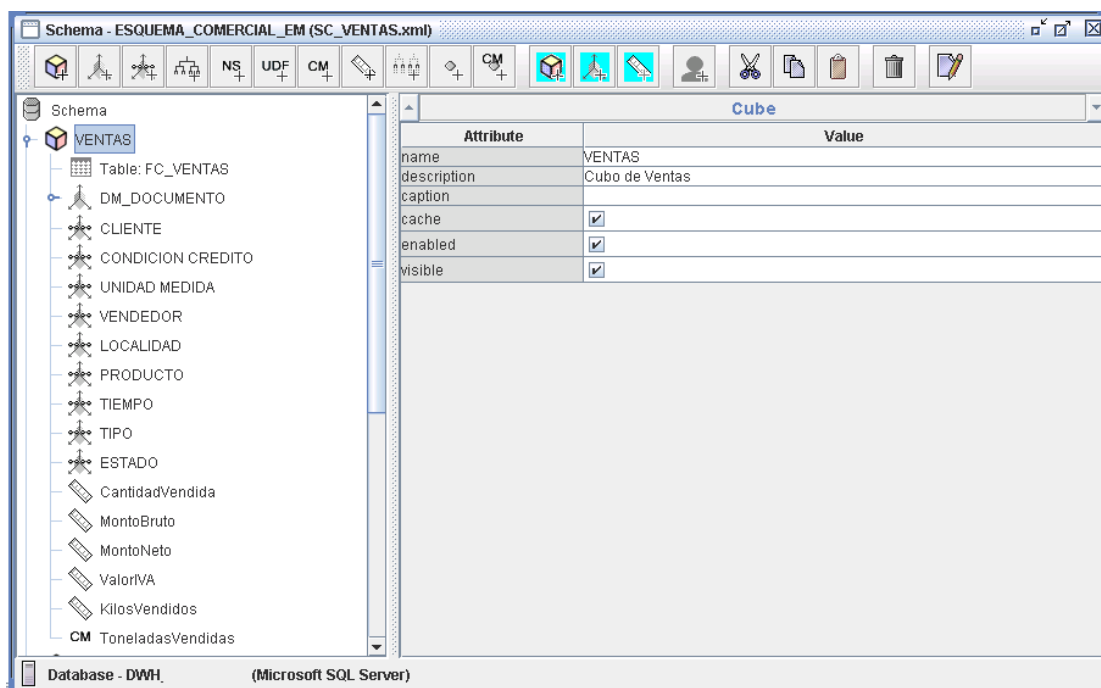 Schema - ESQUEMA_COMERCIAL_EM (SC_VENTAS.xml)
NS UDF CM CM
Schema
VENTAS
Table: FC_VENTAS
DM_DOCUMENTO
CLIENTE
CONDICION CREDITO
UNIDAD MEDIDA
VENDEDOR
LOCALIDAD
PRODUCTO
TIEMPO
TIPO
ESTADO
CantidadVendida
MontoBruto
MontoNeto
ValorIVA
KilosVendidos
CM ToneladasVendidas
Cube
Attribute Value
name VENTAS
description Cubo de Ventas
caption
cache
enabled
visible
Database - DWH (Microsoft SQL Server)